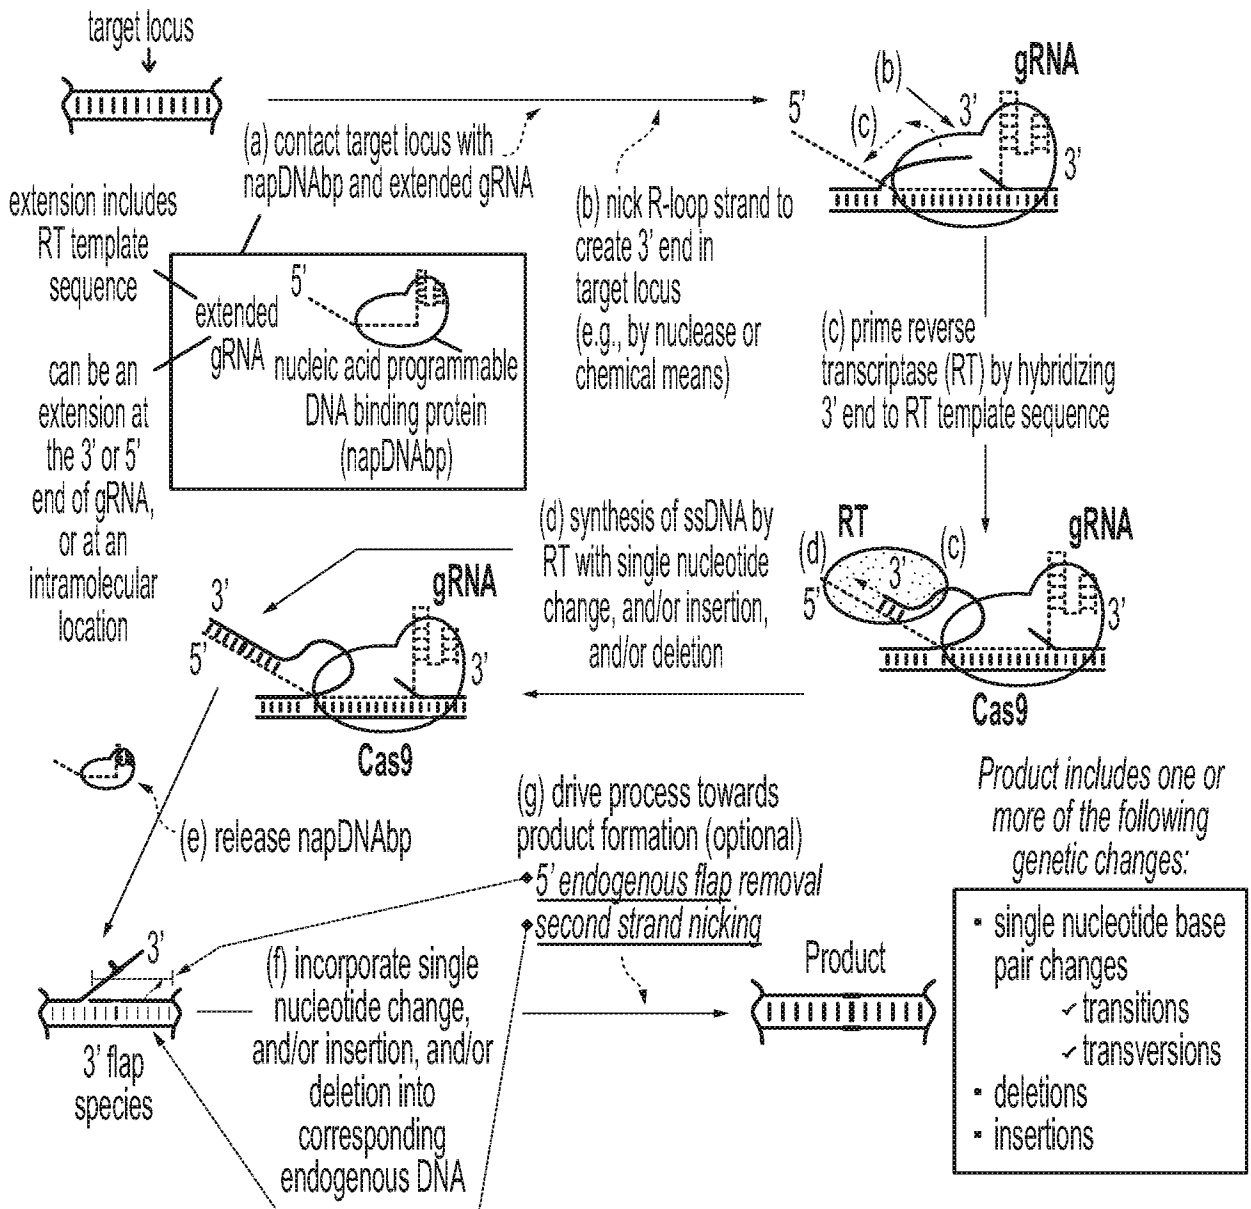 target locus
(a) contact target locus with
napDNAbp and extended gRNA
(b) nick R-loop strand to
create 3' end in
target locus
(e.g., by nuclease or
chemical means)
5'
(c)
(b)
3'
gRNA
3'
extension includes
RT template
sequence
extended
gRNA
5'
nucleic acid programmable
DNA binding protein
(napDNAbp)
can be an
extension at
the 3' or 5'
end of gRNA,
or at an
intramolecular
location
(c) prime reverse
transcriptase (RT) by hybridizing
3' end to RT template sequence
RT
(d)
(c)
3'
5'
gRNA
3'
Cas9
(d) synthesis of ssDNA by
RT with single nucleotide
change, and/or insertion,
and/or deletion
3'
5'
gRNA
3'
Cas9
(e) release napDNAbp
(g) drive process towards
product formation (optional)
5' endogenous flap removal
second strand nicking
3'
3' flap
species
(f) incorporate single
nucleotide change,
and/or insertion, and/or
deletion into
corresponding
endogenous DNA
Product
Product includes one or
more of the following
genetic changes:
▪ single nucleotide base
pair changes
✓ transitions
✓ transversions
▪ deletions
▪ insertions